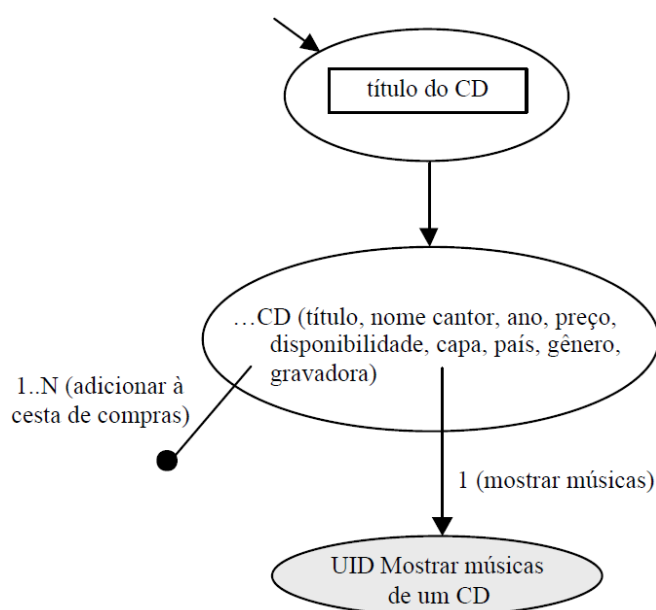 título do CD
…CD (título, nome cantor, ano, preço,
disponibilidade, capa, país, gênero,
gravadora)
1..N (adicionar à
cesta de compras)
1 (mostrar músicas)
UID Mostrar músicas
de um CD